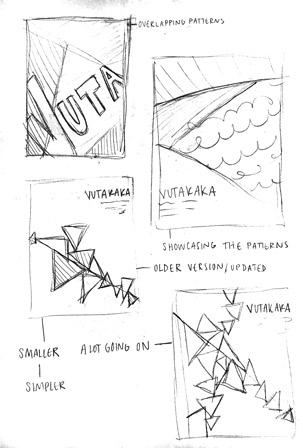 OVERLAPPING PATTERNS
VUTA
VUTAKAKA
SHOWCASING THE PATTERNS
VUTAKAKA
OLDER VERSION/UPDATED
VUTAKAKA
SMALLER
SIMPLER
A LOT GOING ON